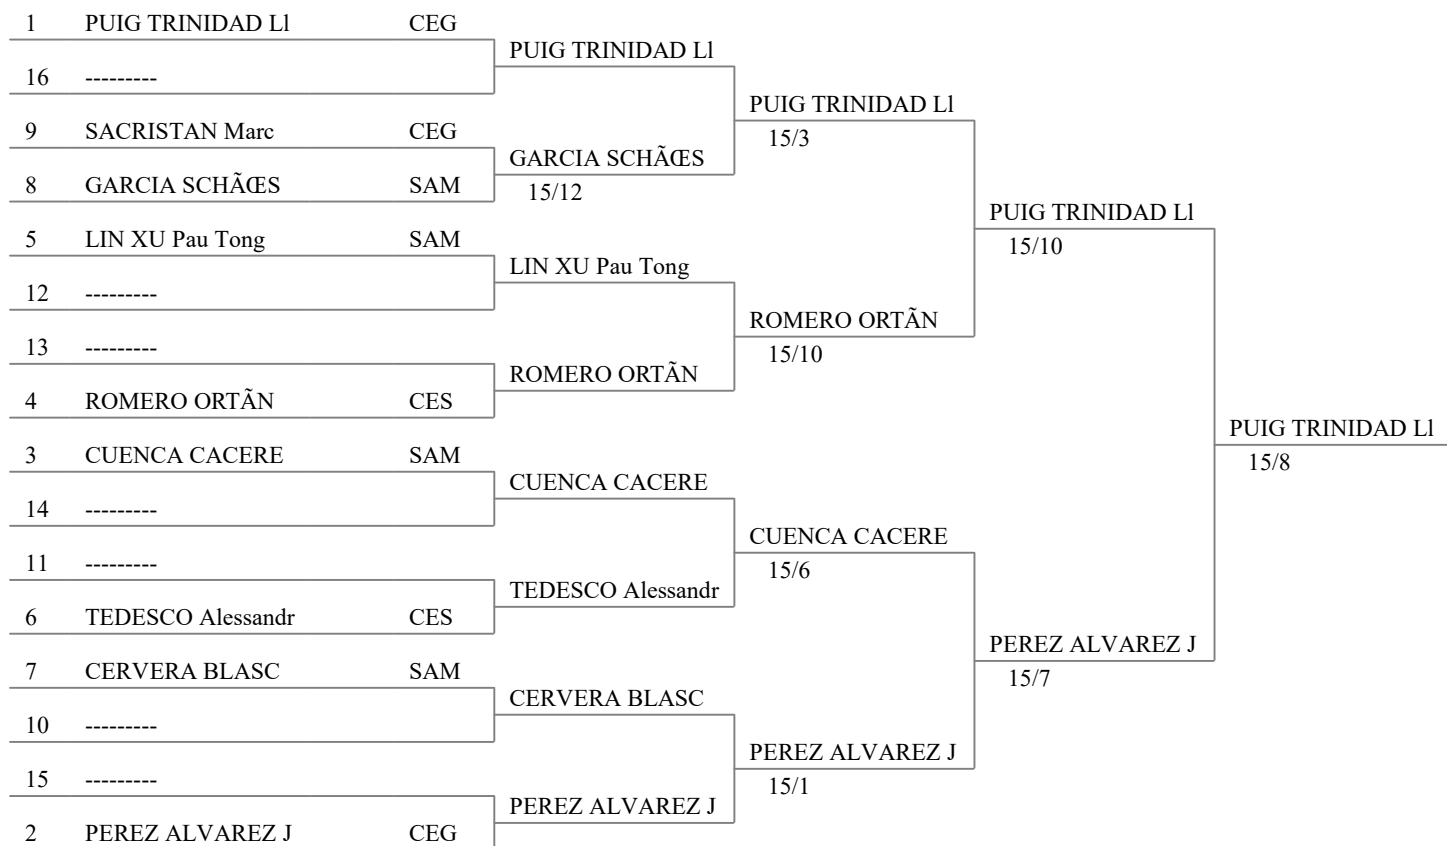 1 PUIG TRINIDAD Ll CEG
PUIG TRINIDAD Ll
16 ---------
PUIG TRINIDAD Ll
9 SACRISTAN Marc CEG
15/3
GARCIA SCHÃŒS
8 GARCIA SCHÃŒS SAM
15/12
PUIG TRINIDAD Ll
5 LIN XU Pau Tong SAM
15/10
LIN XU Pau Tong
12 ---------
ROMERO ORTÃN
13 ---------
15/10
ROMERO ORTÃN
4 ROMERO ORTÃN CES
PUIG TRINIDAD Ll
3 CUENCA CACERE SAM
15/8
CUENCA CACERE
14 ---------
CUENCA CACERE
11 ---------
15/6
TEDESCO Alessandr
6 TEDESCO Alessandr CES
PEREZ ALVAREZ J
7 CERVERA BLASC SAM
15/7
CERVERA BLASC
10 ---------
PEREZ ALVAREZ J
15 ---------
15/1
PEREZ ALVAREZ J
2 PEREZ ALVAREZ J CEG